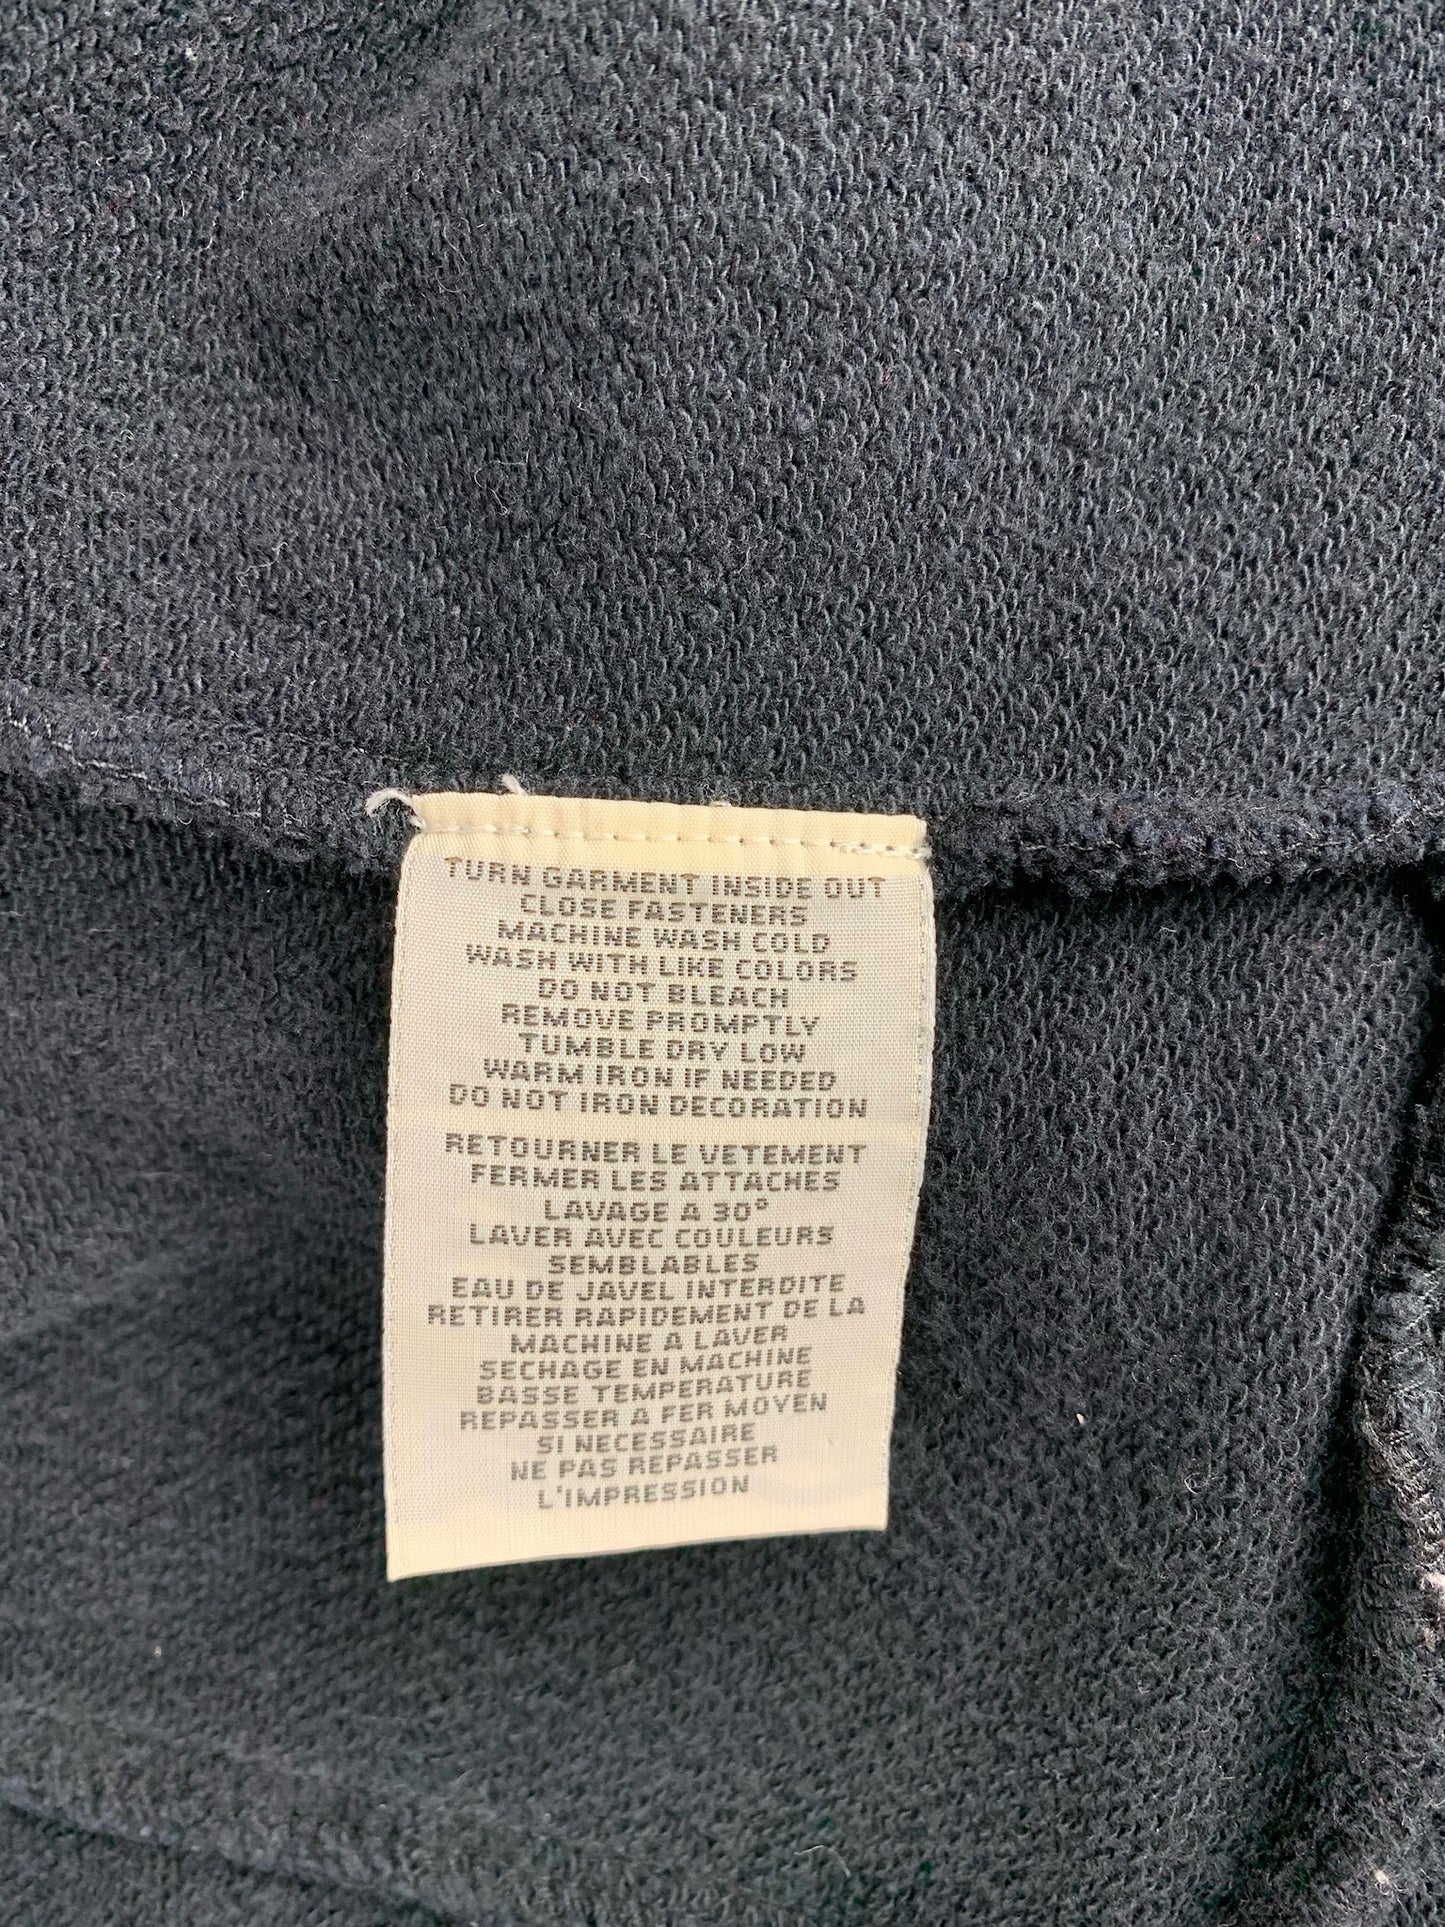 TURN GARMENT INSIDE OUT
CLOSE FASTENERS
MACHINE WASH COLD
WASH WITH LIKE COLORS
DO NOT BLEACH
REMOVE PROMPTLY
TUMBLE DRY LOW
WARM IRON IF NEEDED
DO NOT IRON DECORATION
RETOURNER LE VETEMENT
FERMER LES ATTACHES
LAVAGE A 30°
LAVER AVEC COULEURS
SEMBLABLES
EAU DE JAVEL INTERDITE
RETIRER RAPIDEMENT DE LA
MACHINE A LAVER
SECHAGE EN MACHINE
BASSE TEMPERATURE
REPASSER A FER MOYEN
SI NECESSAIRE
NE PAS REPASSER
L'IMPRESSION